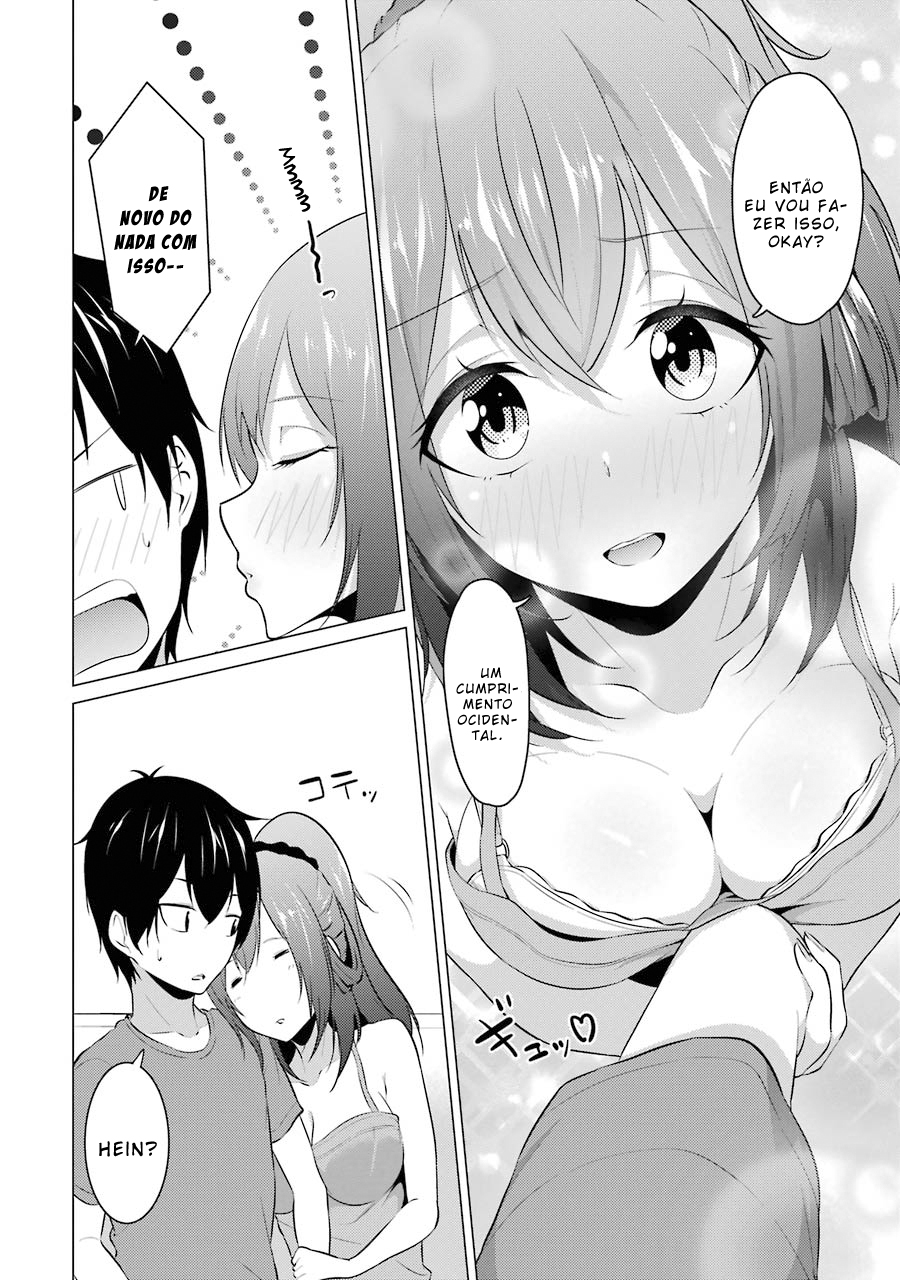 ENTÃO
EU VOU FA-
ZER ISSO,
OKAY?
UM
CUMPRI-
MENTO
OCIDEN-
TAL.
ギュッ♡
DE
NOVO DO
NADA COM
ISSO--
コテッ
HEIN?